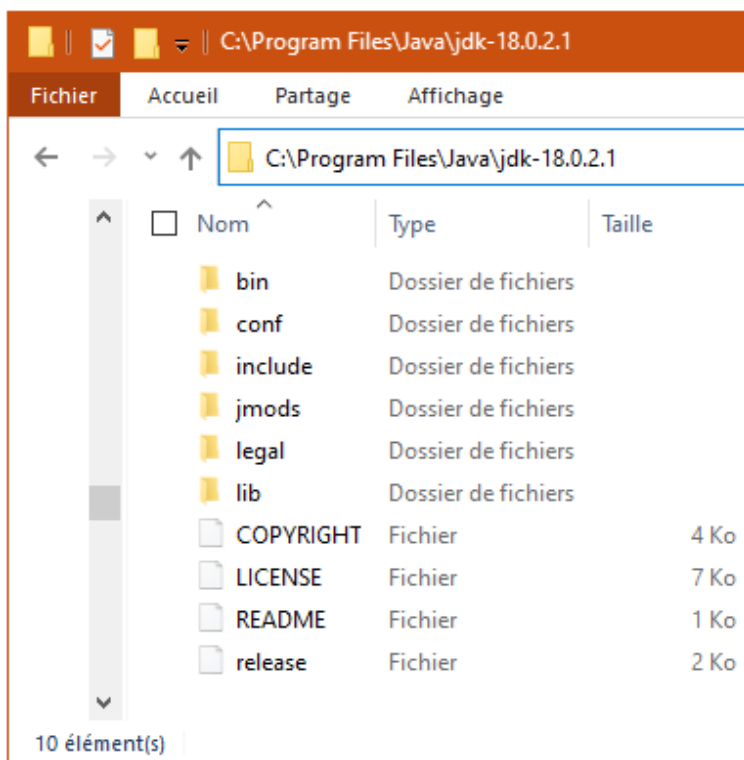 C:\Program Files\Java\jdk-18.0.2.1
Fichier Accueil Partage Affichage
C:\Program Files\Java\jdk-18.0.2.1
Nom Type Taille
bin Dossier de fichiers
conf Dossier de fichiers
include Dossier de fichiers
jmods Dossier de fichiers
legal Dossier de fichiers
lib Dossier de fichiers
COPYRIGHT Fichier 4 Ko
LICENSE Fichier 7 Ko
README Fichier 1 Ko
release Fichier 2 Ko
10 élément(s)